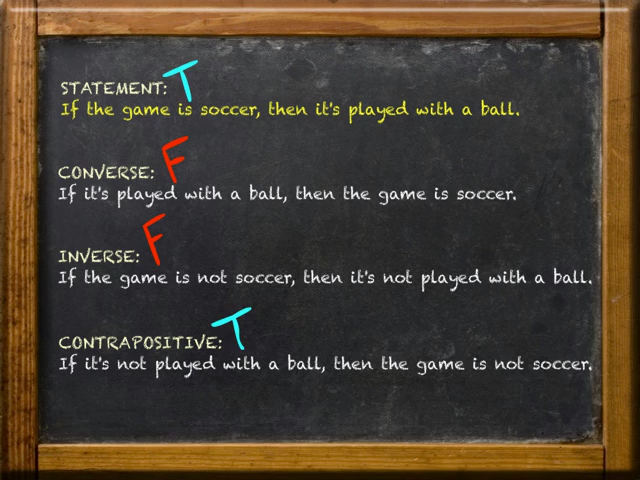 STATEMENT: T
If the game is soccer, then it's played with a ball.
CONVERSE: F
If it's played with a ball, then the game is soccer.
INVERSE: F
If the game is not soccer, then it's not played with a ball.
CONTRAPOSITIVE: T
If it's not played with a ball, then the game is not soccer.